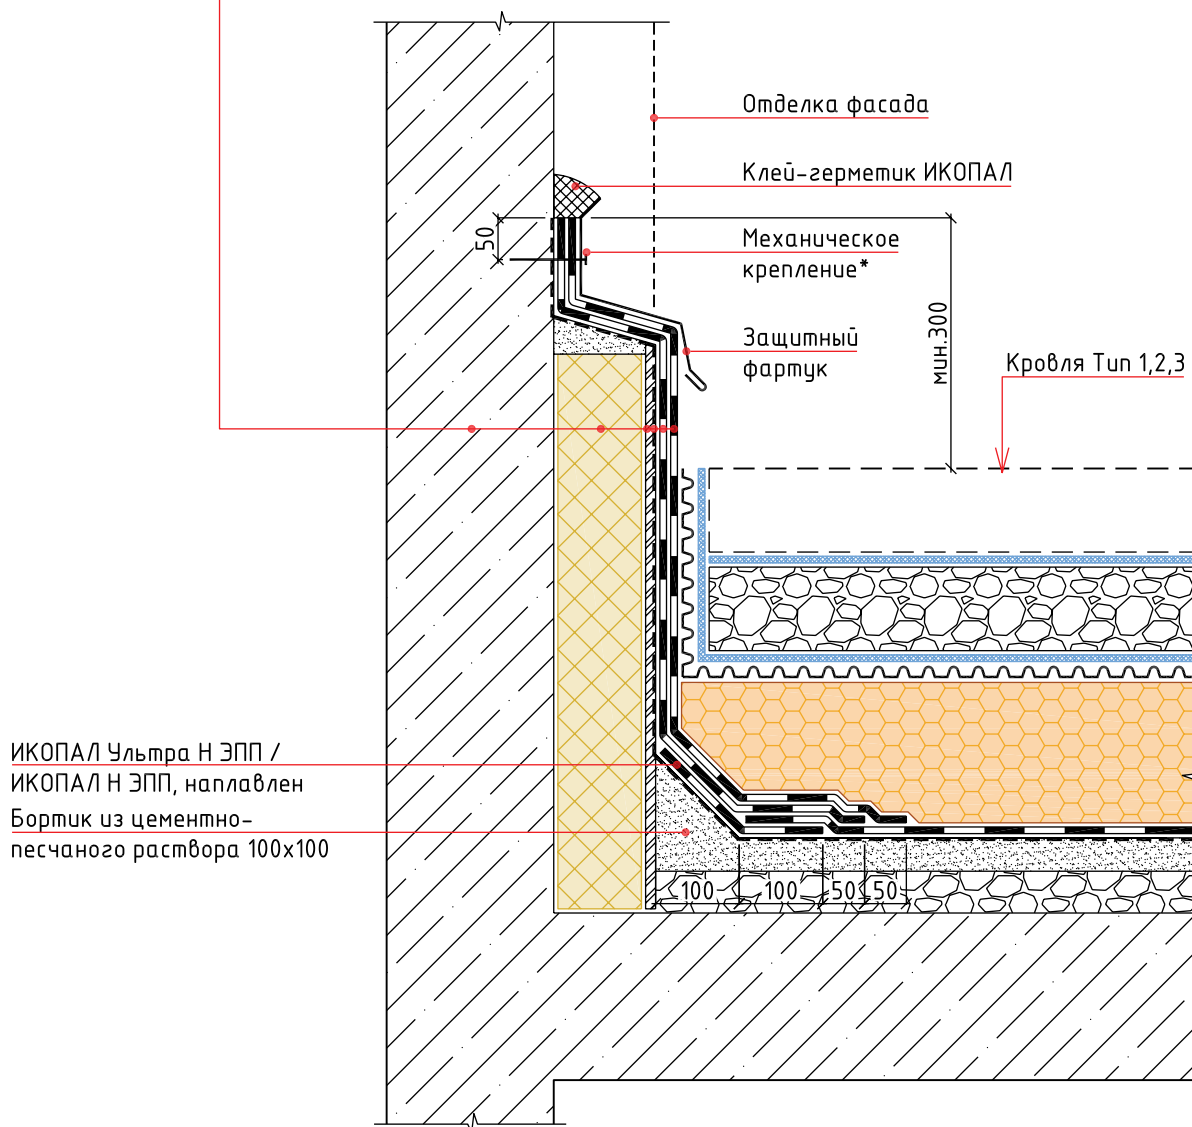 Отделка фасада
Клей-герметик ИКОПАЛ
50
Механическое
крепление*
мин.300
Защитный
фартук
Кровля Тип 1,2,3
ИКОПАЛ Ультра Н ЭПП /
ИКОПАЛ Н ЭПП, наплавлен
Бортик из цементно-
песчаного раствора 100х100
100 100 50 50